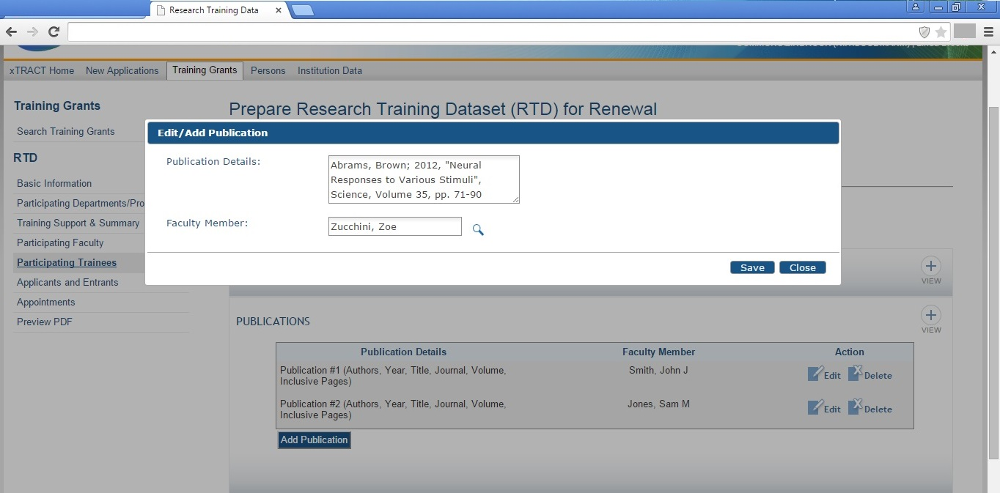 Research Training Data
xTRACT Home New Applications Training Grants Persons Institution Data
Training Grants
Search Training Grants
RTD
Basic Information
Participating Departments/Pro
Training Support & Summary
Participating Faculty
Participating Trainees
Applicants and Entrants
Appointments
Preview PDF
Prepare Research Training Dataset (RTD) for Renewal
Edit/Add Publication
Publication Details:
Abrams, Brown; 2012, "Neural
Responses to Various Stimuli",
Science, Volume 35, pp. 71-90
Faculty Member:
Zucchini, Zoe
Save Close
VIEW
PUBLICATIONS
VIEW
Publication Details Faculty Member Action
Publication #1 (Authors, Year, Title, Journal, Volume,
Inclusive Pages)
Smith, John J
Edit Delete
Publication #2 (Authors, Year, Title, Journal, Volume,
Inclusive Pages)
Jones, Sam M
Edit Delete
Add Publication